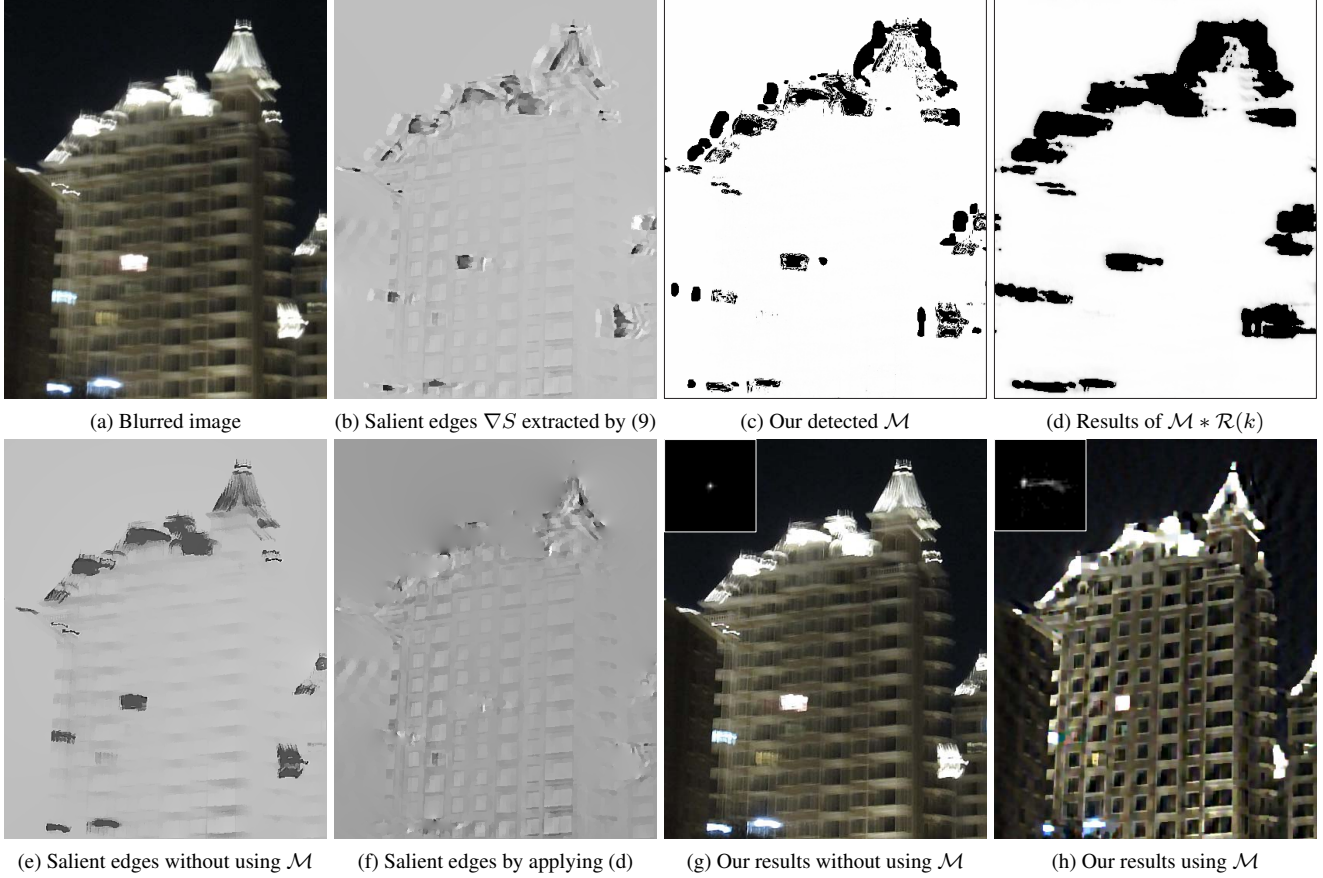 (a) Blurred image
(b) Salient edges ∇S extracted by (9)
(c) Our detected ℳ
(d) Results of ℳ ∗ ℛ(k)
(e) Salient edges without using ℳ
(f) Salient edges by applying (d)
(g) Our results without using ℳ
(h) Our results using ℳ